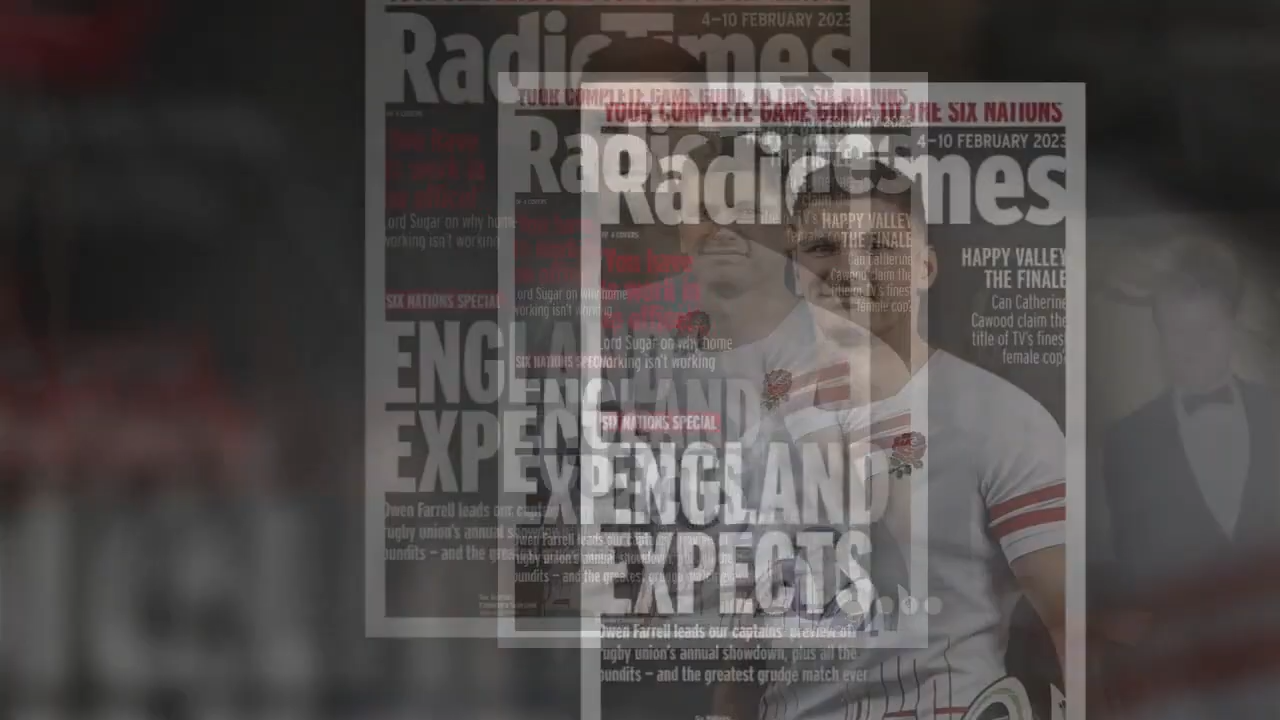 YOUR COMPLETE GAME GUIDE TO THE SIX NATIONS
4–10 FEBRUARY 2023
RadioTimes
OF 4 COVERS
HAPPY VALLEY
THE FINALE
Can Catherine
Cawood claim the
title of TV's finest
female cop?
You have
to work in
an office!
Lord Sugar on why home
working isn't working
SIX NATIONS SPECIAL
ENGLAND
EXPECTS...
Owen Farrell leads our captains' preview of
rugby union's annual showdown, plus all the
pundits – and the greatest grudge match ever